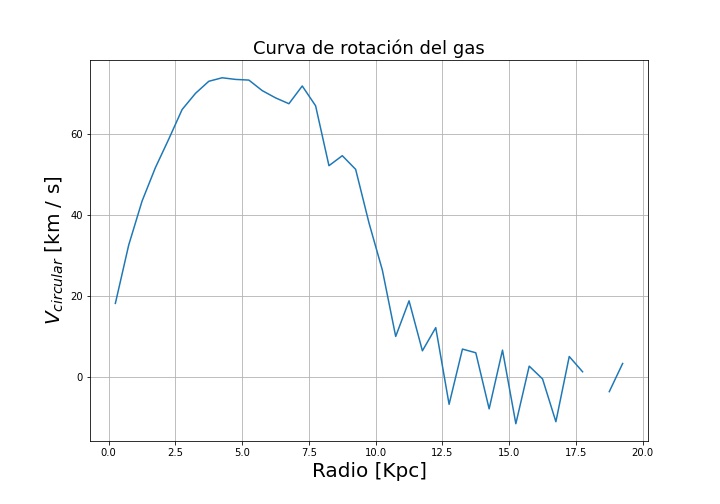 Curva de rotación del gas
V_circular [km / s]
60
40
20
0
0.0 2.5 5.0 7.5 10.0 12.5 15.0 17.5 20.0
Radio [Kpc]